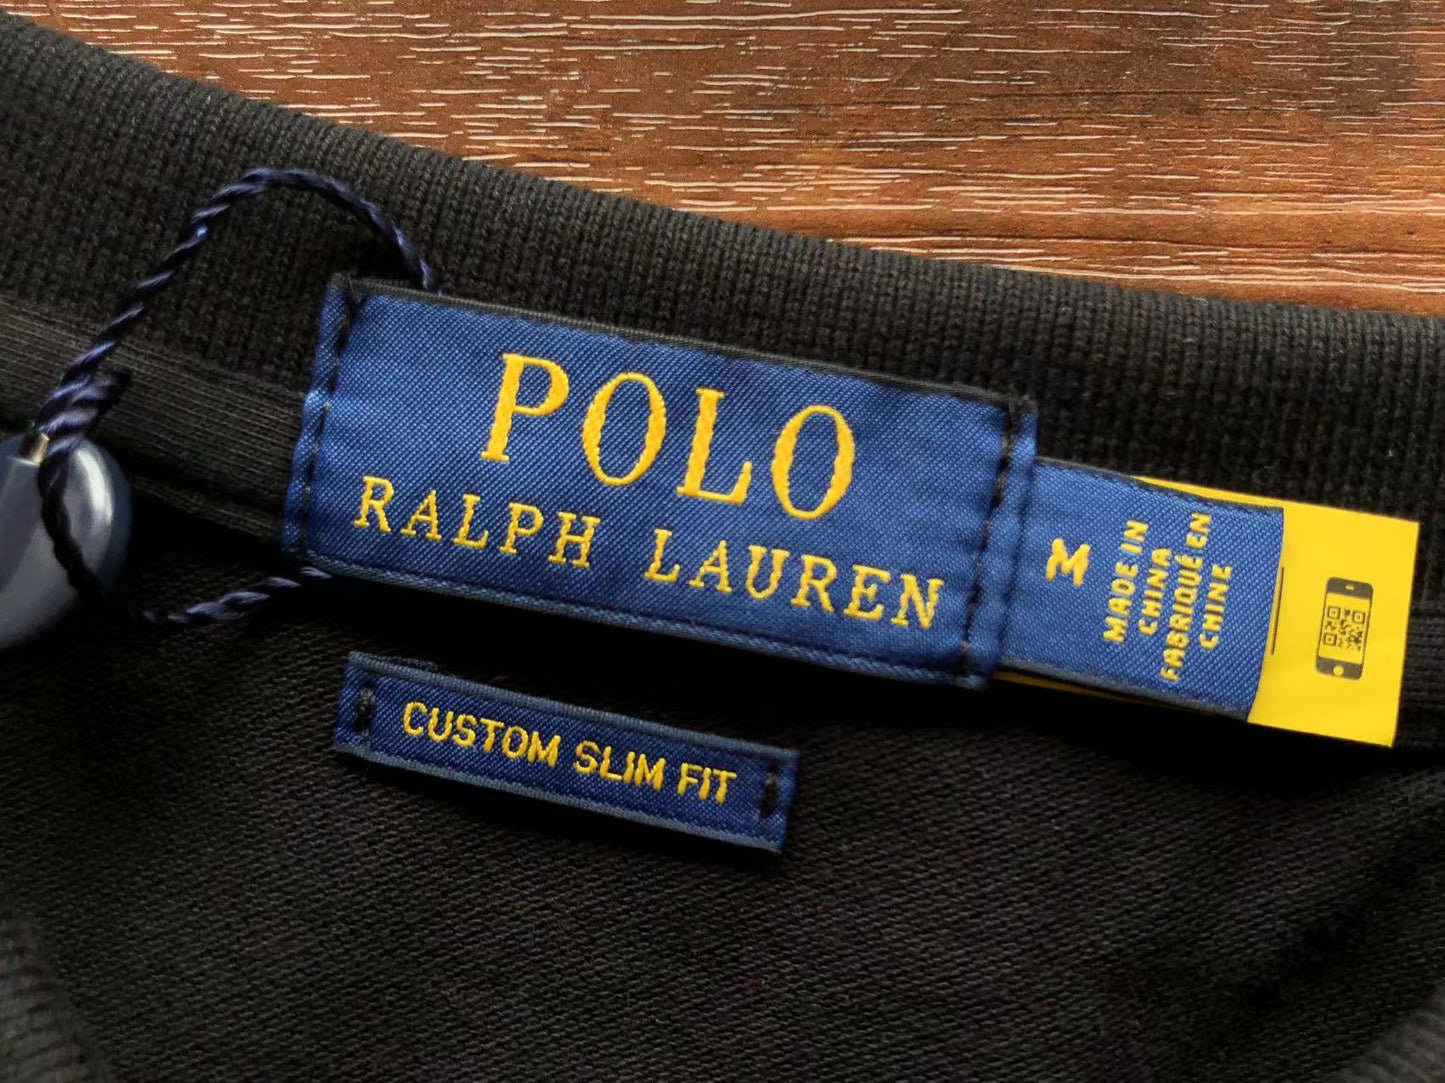 POLO
RALPH LAUREN
M
MADE IN
CHINA
FABRIQUÉ EN
CHINE
CUSTOM SLIM FIT